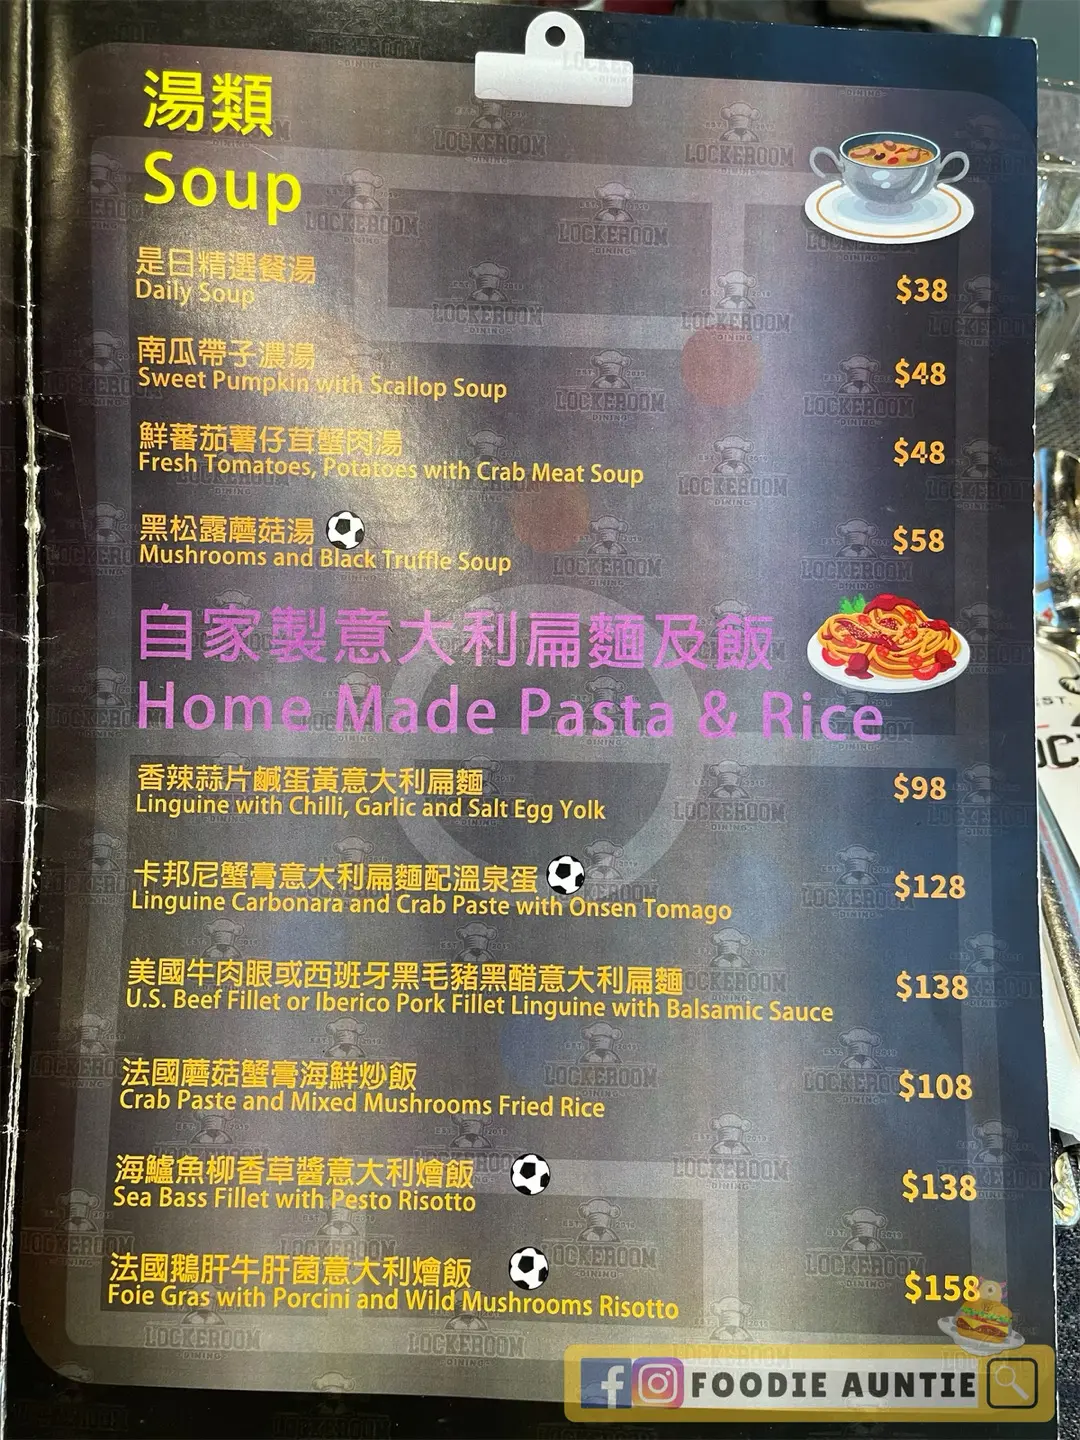 湯類
Soup
是日精選餐湯
Daily Soup
$38
南瓜帶子濃湯
Sweet Pumpkin with Scallop Soup
$48
鮮蕃茄薯仔茸蟹肉湯
Fresh Tomatoes, Potatoes with Crab Meat Soup
$48
黑松露蘑菇湯
Mushrooms and Black Truffle Soup
$58
自家製意大利扁麵及飯
Home Made Pasta & Rice
香辣蒜片鹹蛋黃意大利扁麵
Linguine with Chilli, Garlic and Salt Egg Yolk
$98
卡邦尼蟹膏意大利扁麵配溫泉蛋
Linguine Carbonara and Crab Paste with Onsen Tomago
$128
美國牛肉眼或西班牙黑毛豬黑醋意大利扁麵
U.S. Beef Fillet or Iberico Pork Fillet Linguine with Balsamic Sauce
$138
法國蘑菇蟹膏海鮮炒飯
Crab Paste and Mixed Mushrooms Fried Rice
$108
海鱸魚柳香草醬意大利燴飯
Sea Bass Fillet with Pesto Risotto
$138
法國鵝肝牛肝菌意大利燴飯
Foie Gras with Porcini and Wild Mushrooms Risotto
$158
FOODIE AUNTIE
LOCKEROOM
DINING
EST. 2019